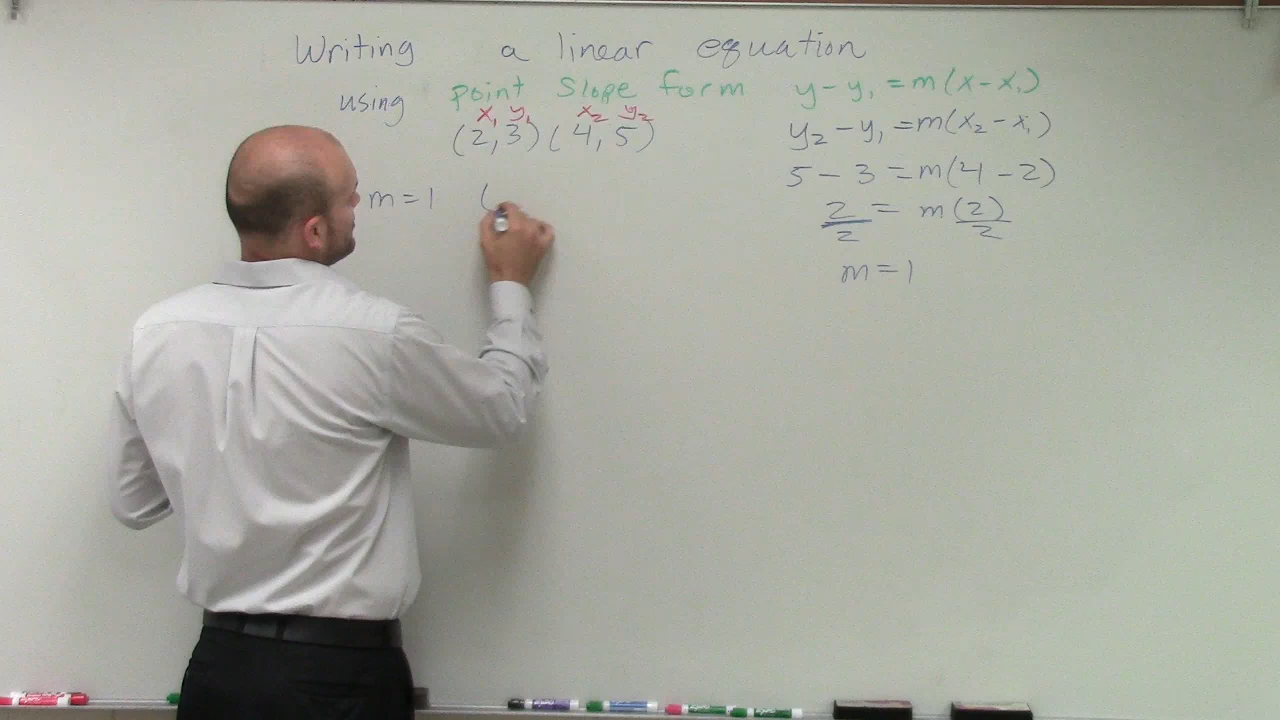 Writing a linear equation
using point slope form y - y₁ = m(x - x₁)
x₁ y₁ x₂ y₂
(2,3) (4,5)
y₂ - y₁ = m(x₂ - x₁)
5 - 3 = m(4 - 2)
m = 1 (
2/2 = m(2)/2
m = 1